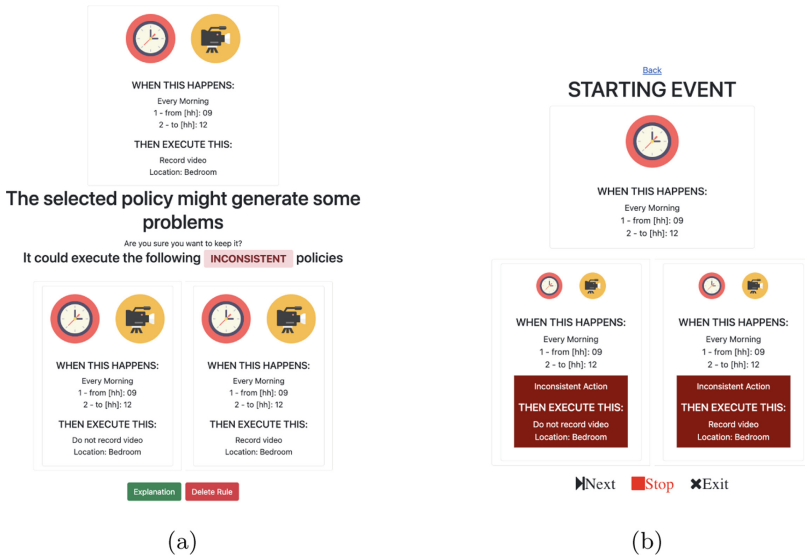 WHEN THIS HAPPENS:
Every Morning
1 - from [hh]: 09
2 - to [hh]: 12
THEN EXECUTE THIS:
Record video
Location: Bedroom
The selected policy might generate some
problems
Are you sure you want to keep it?
It could execute the following INCONSISTENT policies
WHEN THIS HAPPENS:
Every Morning
1 - from [hh]: 09
2 - to [hh]: 12
THEN EXECUTE THIS:
Do not record video
Location: Bedroom
WHEN THIS HAPPENS:
Every Morning
1 - from [hh]: 09
2 - to [hh]: 12
THEN EXECUTE THIS:
Record video
Location: Bedroom
Explanation
Delete Rule
(a)
Back
STARTING EVENT
WHEN THIS HAPPENS:
Every Morning
1 - from [hh]: 09
2 - to [hh]: 12
WHEN THIS HAPPENS:
Every Morning
1 - from [hh]: 09
2 - to [hh]: 12
Inconsistent Action
THEN EXECUTE THIS:
Do not record video
Location: Bedroom
WHEN THIS HAPPENS:
Every Morning
1 - from [hh]: 09
2 - to [hh]: 12
Inconsistent Action
THEN EXECUTE THIS:
Record video
Location: Bedroom
Next
Stop
Exit
(b)